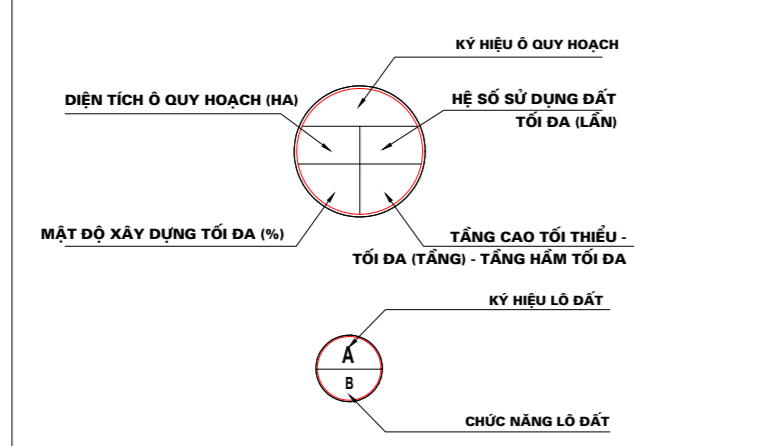 KÝ HIỆU Ô QUY HOẠCH
DIỆN TÍCH Ô QUY HOẠCH (HA)
HỆ SỐ SỬ DỤNG ĐẤT
TỐI ĐA (LẦN)
MẬT ĐỘ XÂY DỰNG TỐI ĐA (%)
TẦNG CAO TỐI THIỂU -
TỐI ĐA (TẦNG) - TẦNG HẦM TỐI ĐA
KÝ HIỆU LÔ ĐẤT
A
B
CHỨC NĂNG LÔ ĐẤT